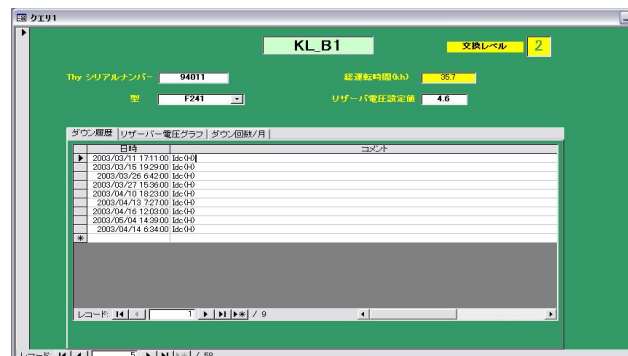 クエリ1
KL_B1
交換レベル 2
Thy シリアルナンバー 94011 総運転時間(kh) 35.7
型 F241 リザーバ電圧設定値 4.6
ダウン履歴 リザーバー電圧グラフ ダウン回数/月
日時 コメント
2003/03/11 17:11:00 Idc(H)
2003/03/15 19:29:00 Idc(H)
2003/03/26 6:42:00 Idc(H)
2003/03/27 15:36:00 Idc(H)
2003/04/10 18:23:00 Idc(H)
2003/04/13 7:27:00 Idc(H)
2003/04/16 12:03:00 Idc(H)
2003/05/04 14:39:00 Idc(H)
2003/04/14 6:34:00 Idc(H)
レコード: 1 / 9
レコード: 5 / 58